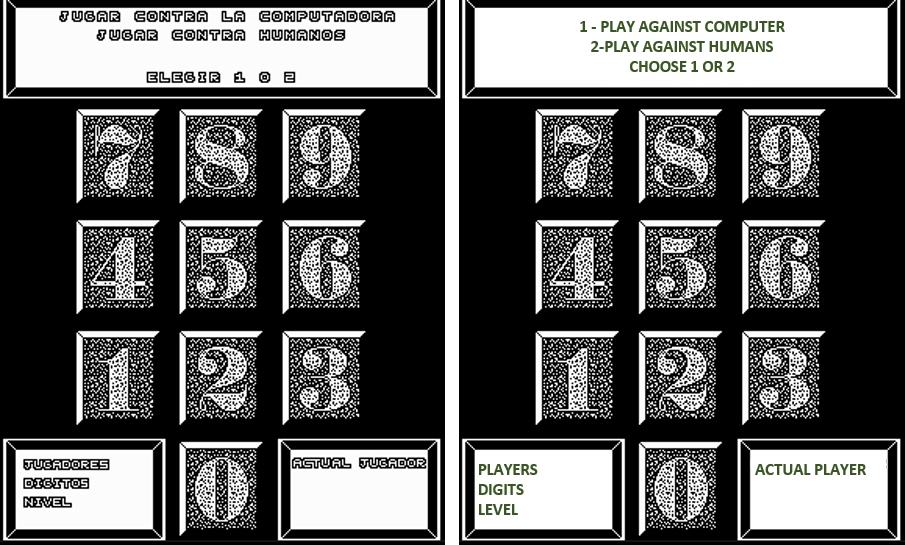 JUGAR CONTRA LA COMPUTADORA
JUGAR CONTRA HUMANOS
ELEGIR 1 O 2
7 8 9
4 5 6
1 2 3
0
JUGADORES
DIGITOS
NIVEL
ACTUAL JUGADOR
1 - PLAY AGAINST COMPUTER
2-PLAY AGAINST HUMANS
CHOOSE 1 OR 2
7 8 9
4 5 6
1 2 3
0
PLAYERS
DIGITS
LEVEL
ACTUAL PLAYER